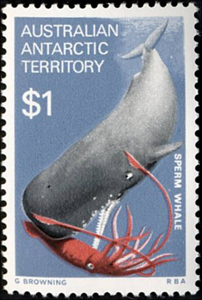 AUSTRALIAN
ANTARCTIC
TERRITORY
$1
SPERM WHALE
G BROWNING
RBA